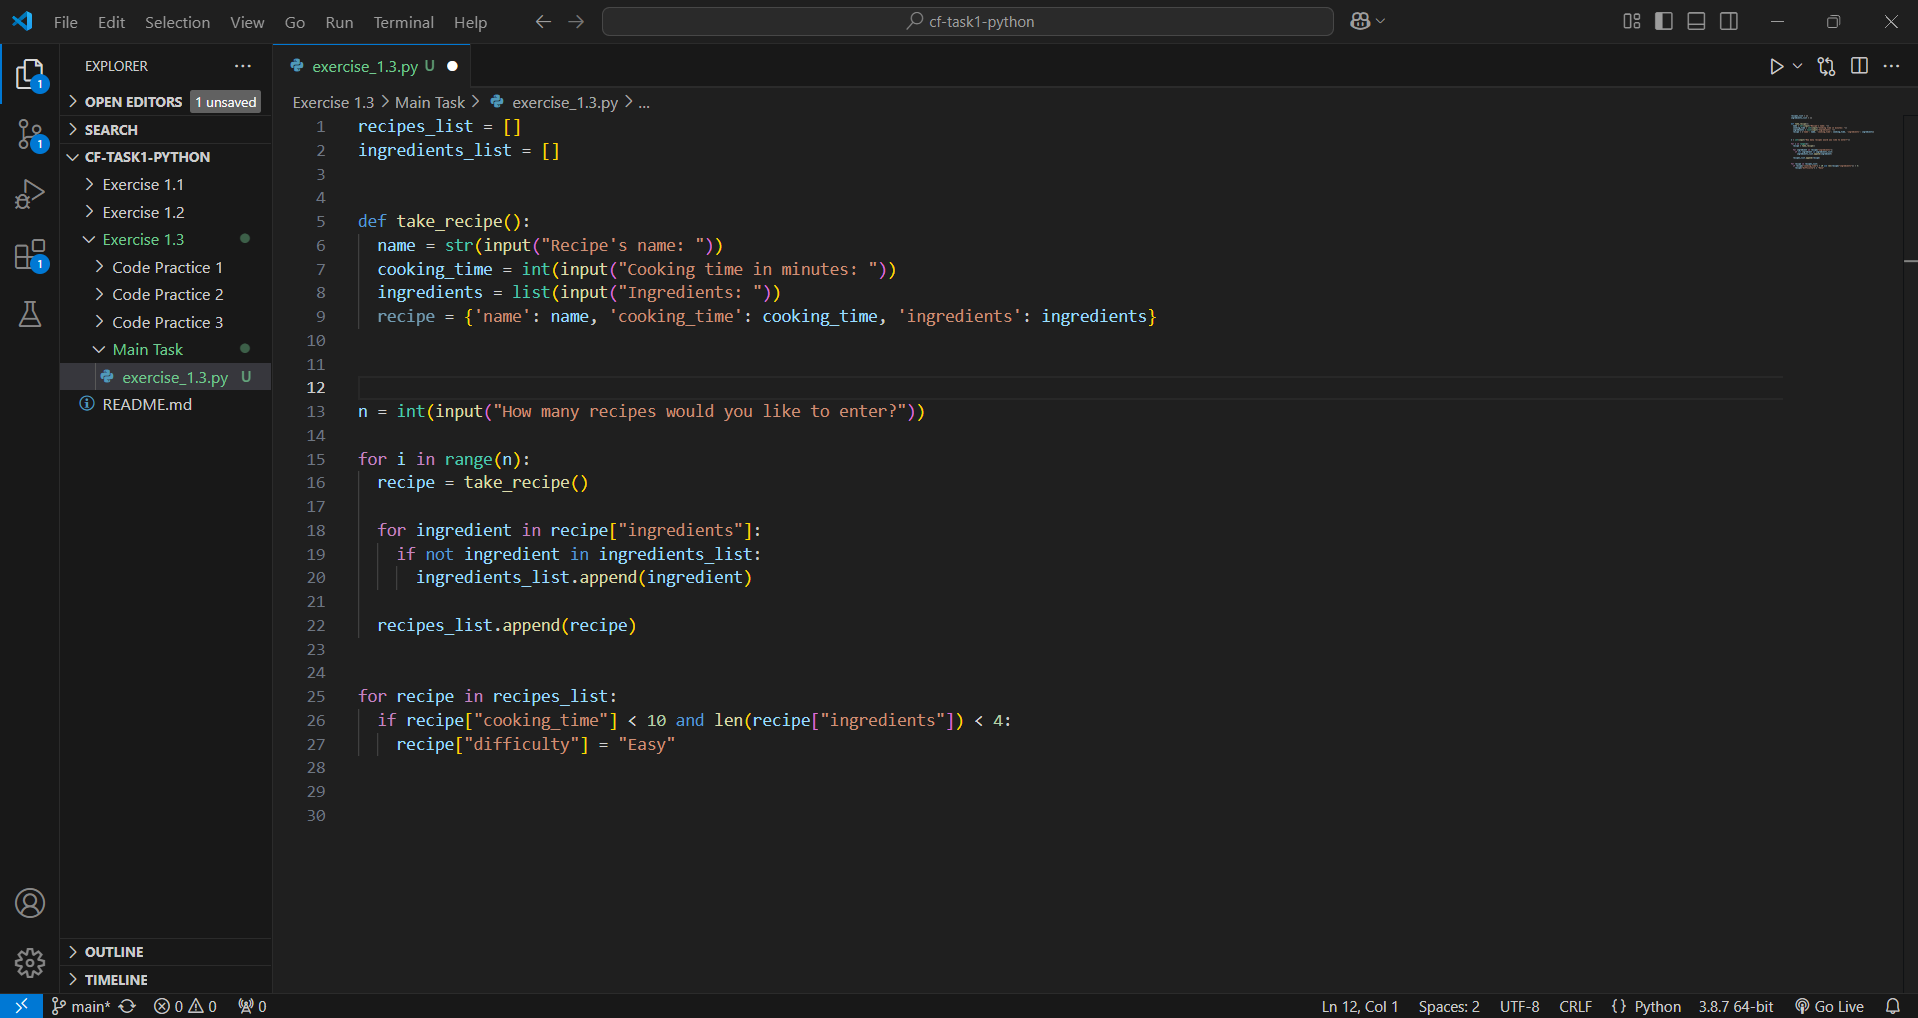 File Edit Selection View Go Run Terminal Help
cf-task1-python
EXPLORER
OPEN EDITORS 1 unsaved
SEARCH
CF-TASK1-PYTHON
Exercise 1.1
Exercise 1.2
Exercise 1.3
Code Practice 1
Code Practice 2
Code Practice 3
Main Task
exercise_1.3.py U
README.md
OUTLINE
TIMELINE
1
1
1
exercise_1.3.py U
Exercise 1.3 > Main Task > exercise_1.3.py > ...
1 recipes_list = []
2 ingredients_list = []
3
4
5 def take_recipe():
6   name = str(input("Recipe's name: "))
7   cooking_time = int(input("Cooking time in minutes: "))
8   ingredients = list(input("Ingredients: "))
9   recipe = {'name': name, 'cooking_time': cooking_time, 'ingredients': ingredients}
10
11
12
13 n = int(input("How many recipes would you like to enter?"))
14
15 for i in range(n):
16   recipe = take_recipe()
17
18   for ingredient in recipe["ingredients"]:
19     if not ingredient in ingredients_list:
20       ingredients_list.append(ingredient)
21
22   recipes_list.append(recipe)
23
24
25 for recipe in recipes_list:
26   if recipe["cooking_time"] < 10 and len(recipe["ingredients"]) < 4:
27     recipe["difficulty"] = "Easy"
28
29
30
main* 0 0 0 Ln 12, Col 1 Spaces: 2 UTF-8 CRLF {} Python 3.8.7 64-bit Go Live